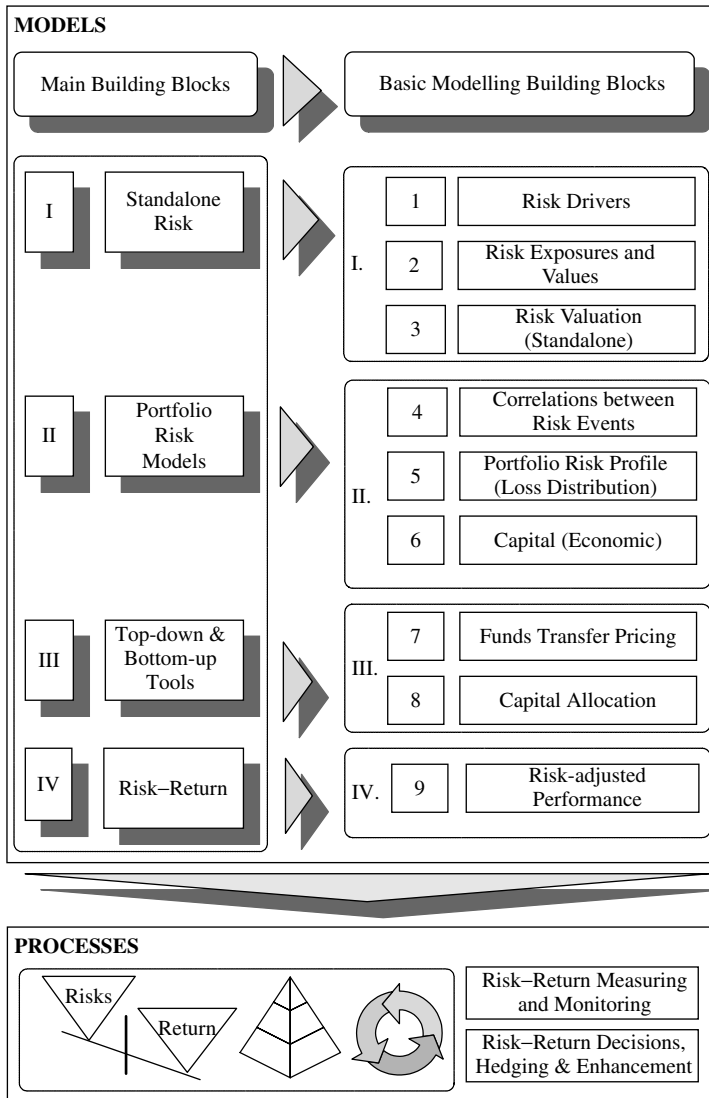 MODELS
Main Building Blocks
Basic Modelling Building Blocks
I
Standalone
Risk
I.
1
Risk Drivers
2
Risk Exposures and
Values
3
Risk Valuation
(Standalone)
II
Portfolio
Risk
Models
II.
4
Correlations between
Risk Events
5
Portfolio Risk Profile
(Loss Distribution)
6
Capital (Economic)
III
Top-down &
Bottom-up
Tools
III.
7
Funds Transfer Pricing
8
Capital Allocation
IV
Risk–Return
IV.
9
Risk-adjusted
Performance
PROCESSES
Risks
Return
Risk–Return Measuring
and Monitoring
Risk–Return Decisions,
Hedging & Enhancement